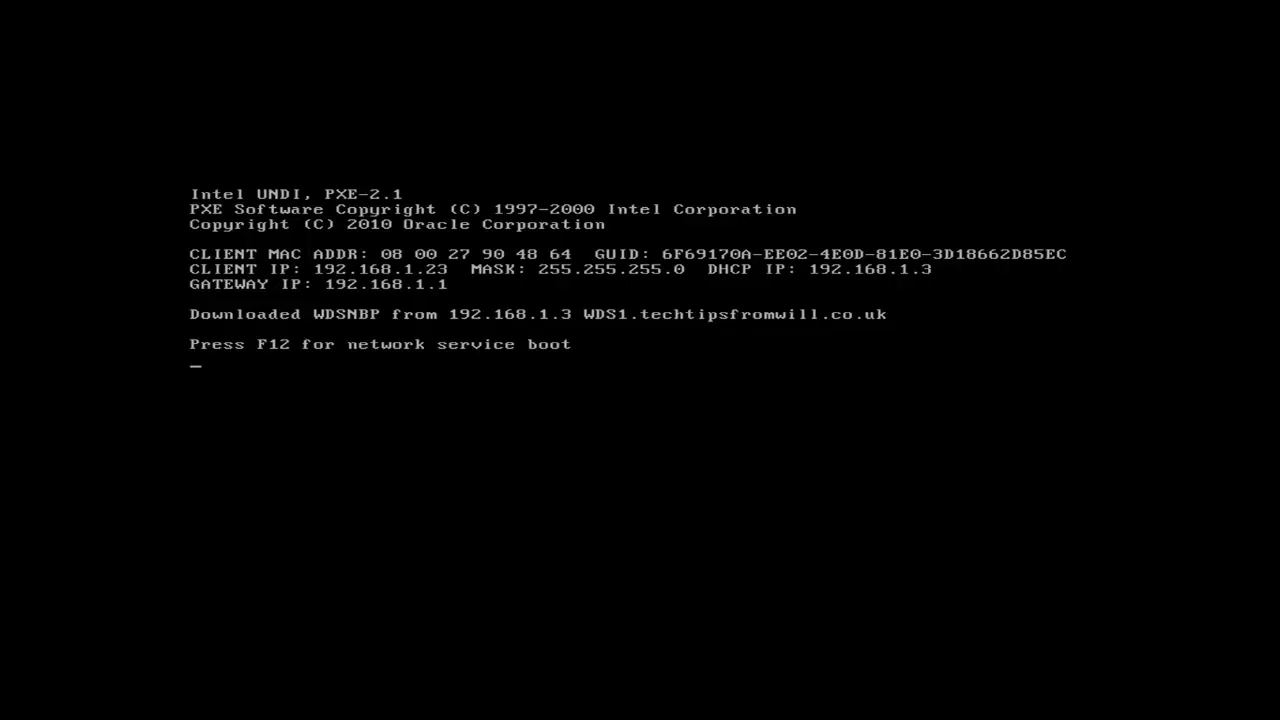 Intel UNDI, PXE-2.1
PXE Software Copyright (C) 1997-2000 Intel Corporation
Copyright (C) 2010 Oracle Corporation
CLIENT MAC ADDR: 08 00 27 90 48 64  GUID: 6F69170A-EE02-4E0D-81E0-3D18662D85EC
CLIENT IP: 192.168.1.23  MASK: 255.255.255.0  DHCP IP: 192.168.1.3
GATEWAY IP: 192.168.1.1
Downloaded WDSNBP from 192.168.1.3 WDS1.techtipsfromwill.co.uk
Press F12 for network service boot
_